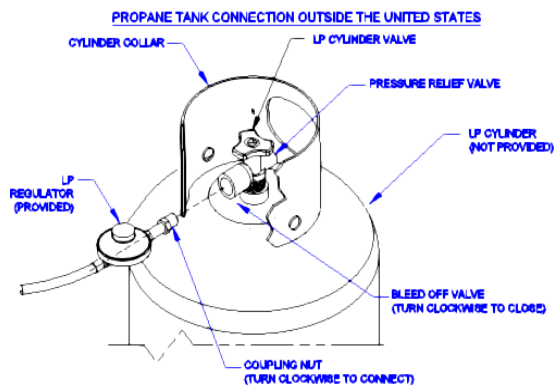 PROPANE TANK CONNECTION OUTSIDE THE UNITED STATES
CYLINDER COLLAR
LP CYLINDER VALVE
PRESSURE RELIEF VALVE
LP CYLINDER
(NOT PROVIDED)
LP
REGULATOR
(PROVIDED)
BLEED OFF VALVE
(TURN CLOCKWISE TO CLOSE)
COUPLING NUT
(TURN CLOCKWISE TO CONNECT)